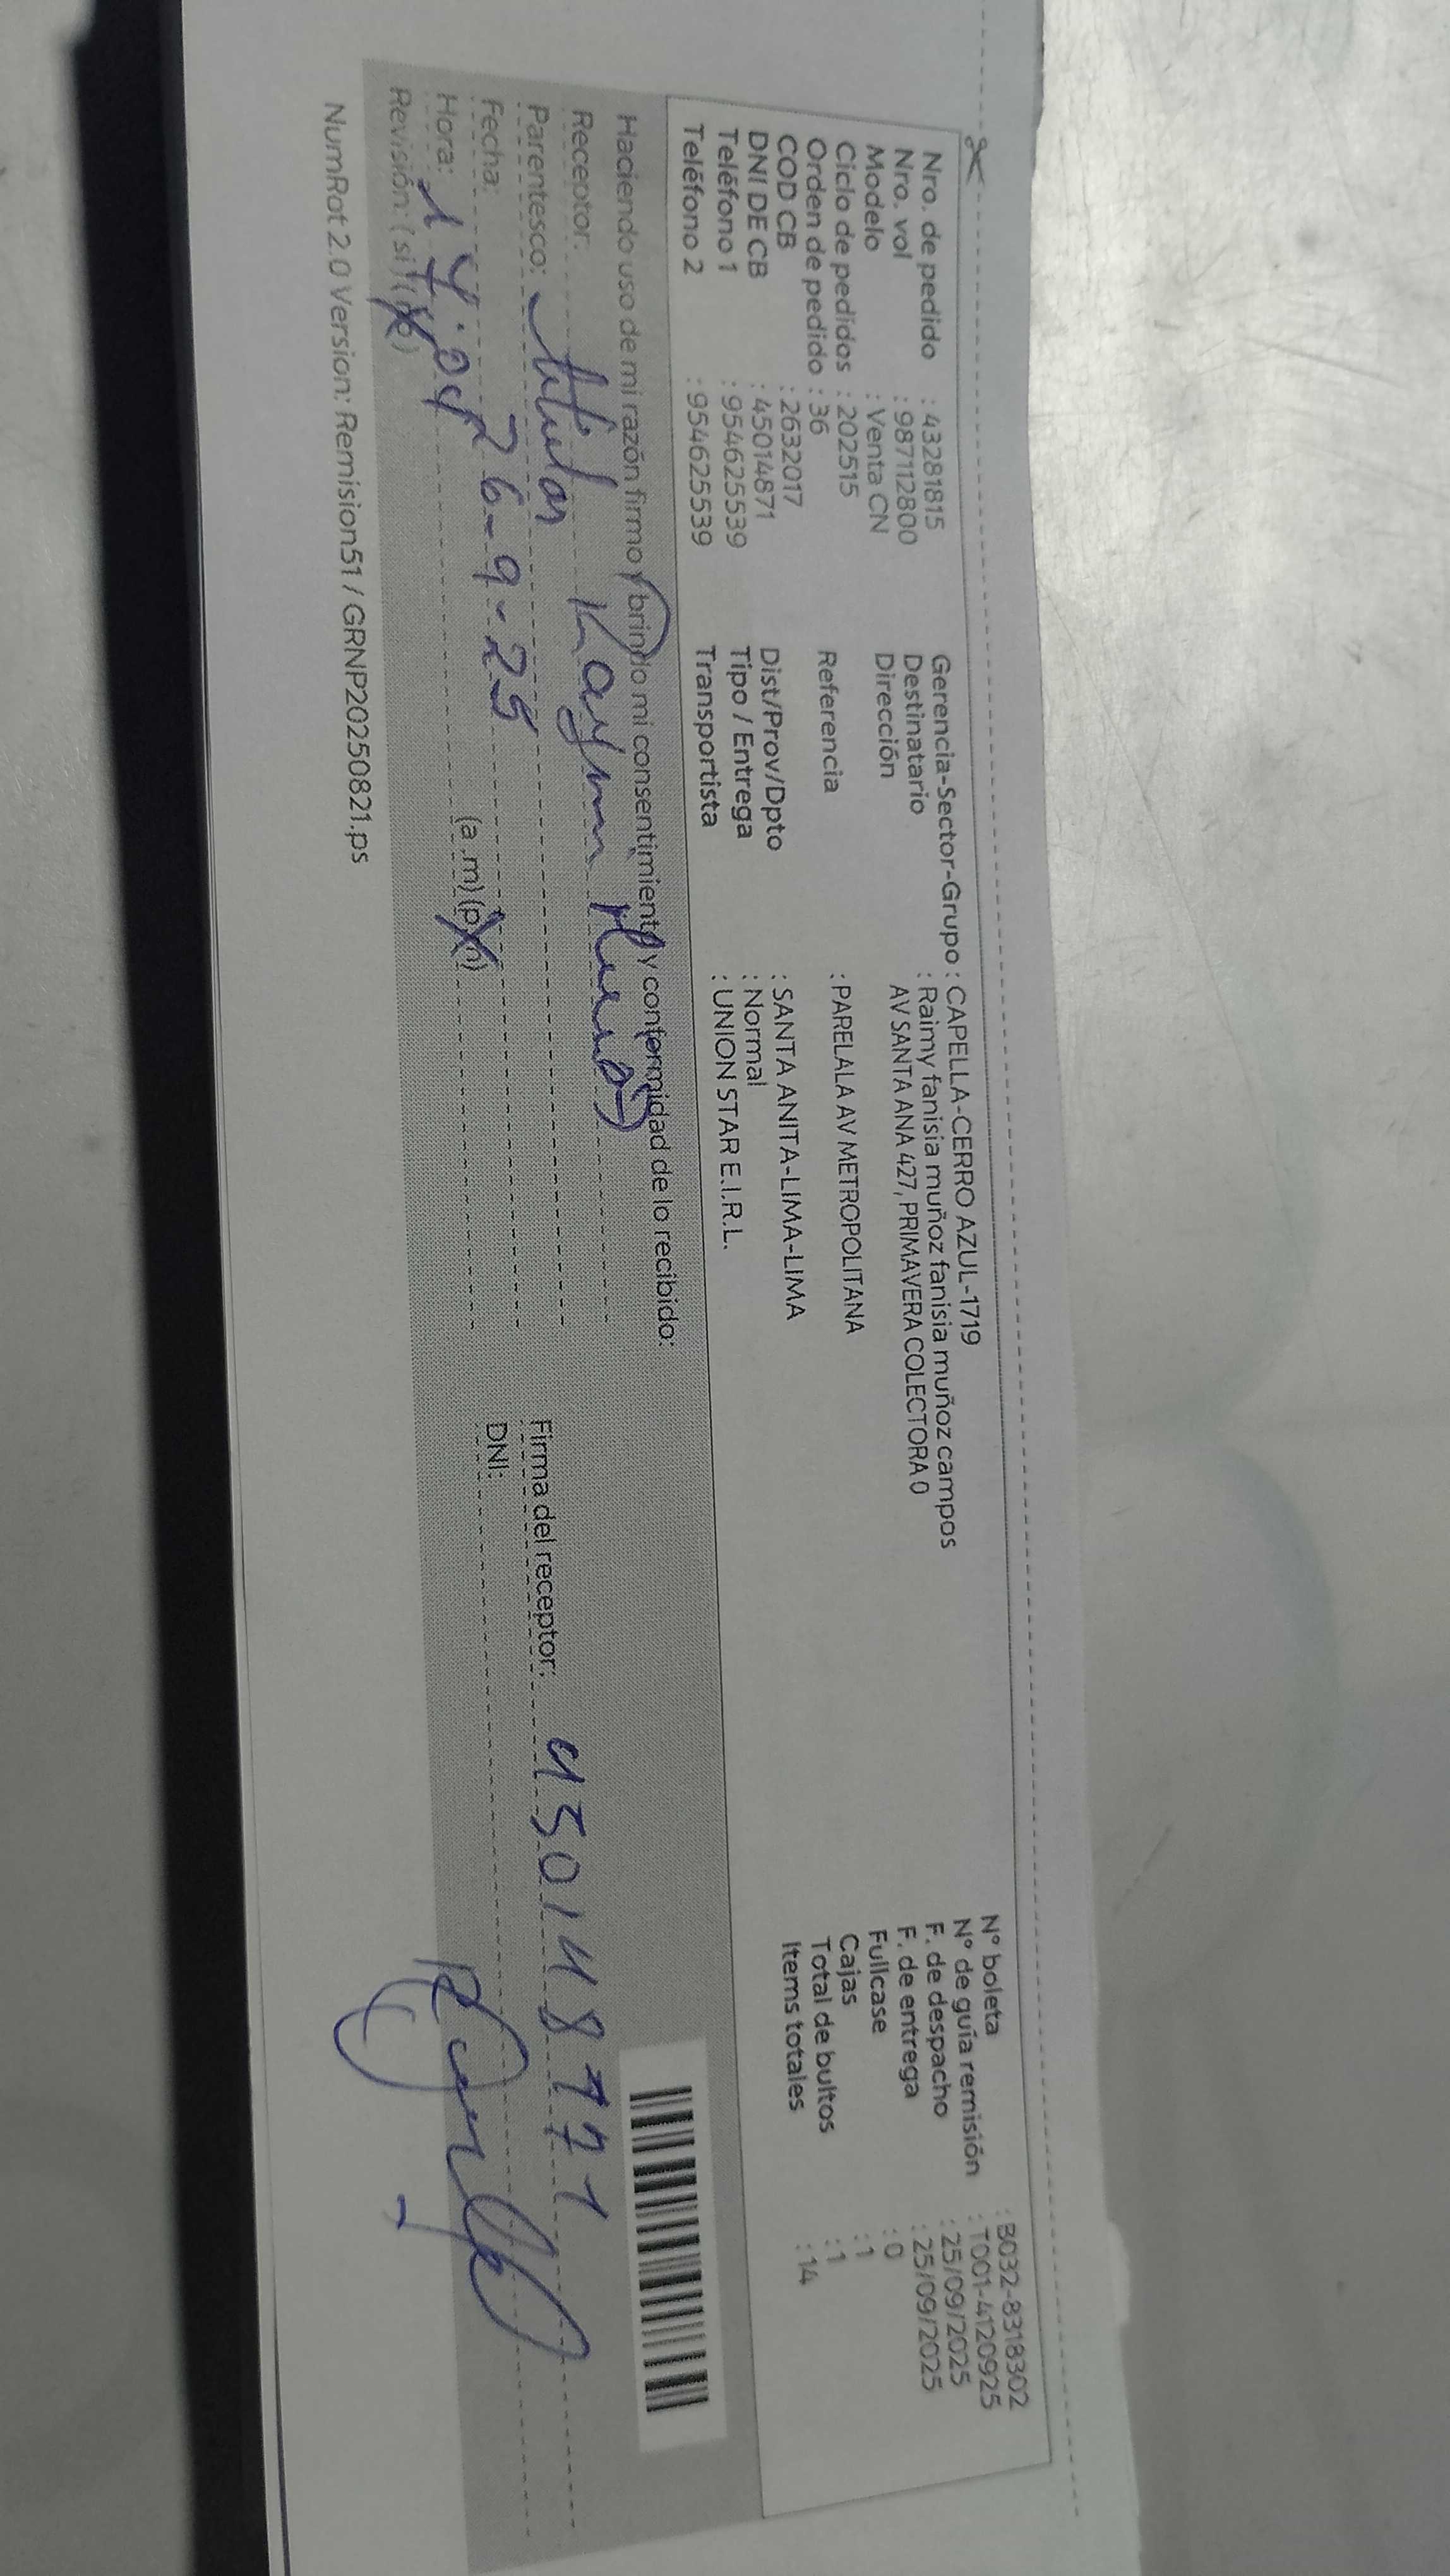 Nro. de pedido : 43281815
Nro. vol : 987112800
Modelo : Venta CN
Ciclo de pedidos : 202515
Orden de pedido : 36
COD CB : 2632017
DNI DE CB : 45014871
Teléfono 1 : 954625539
Teléfono 2 : 954625539
Gerencia-Sector-Grupo : CAPELLA-CERRO AZUL-1719
Destinatario : Raimy fanisia muñoz fanisia muñoz campos
Dirección AV SANTA ANA 427, PRIMAVERA COLECTORA 0
Referencia : PARELALA AV METROPOLITANA
Dist/Prov/Dpto : SANTA ANITA-LIMA-LIMA
Tipo / Entrega : Normal
Transportista : UNION STAR E.I.R.L.
N° boleta : B032-8318302
N° de guía remisión : T001-4120925
F. de despacho : 25/09/2025
F. de entrega : 25/09/2025
Fullcase : 0
Cajas : 1
Total de bultos : 1
Items totales : 14
Haciendo uso de mi razón firmo y brindo mi consentimiento y conformidad de lo recibido:
Receptor:
Parentesco: titular
Fecha: 26-9-25
Hora: (a.m) (p.m)
Revisión: (si) (no)
Firma del receptor: 45014871
DNI:
NumRot 2.0 Version: Remision51 / GRNP20250821.ps